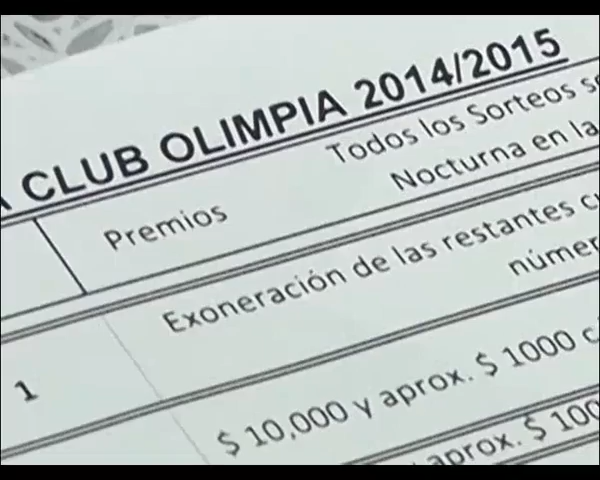 CLUB OLIMPIA 2014/2015
Premios
Todos los Sorteos
Nocturna en la
Exoneración de las restantes
1
$ 10,000 y aprox. $ 1000
aprox. $ 100